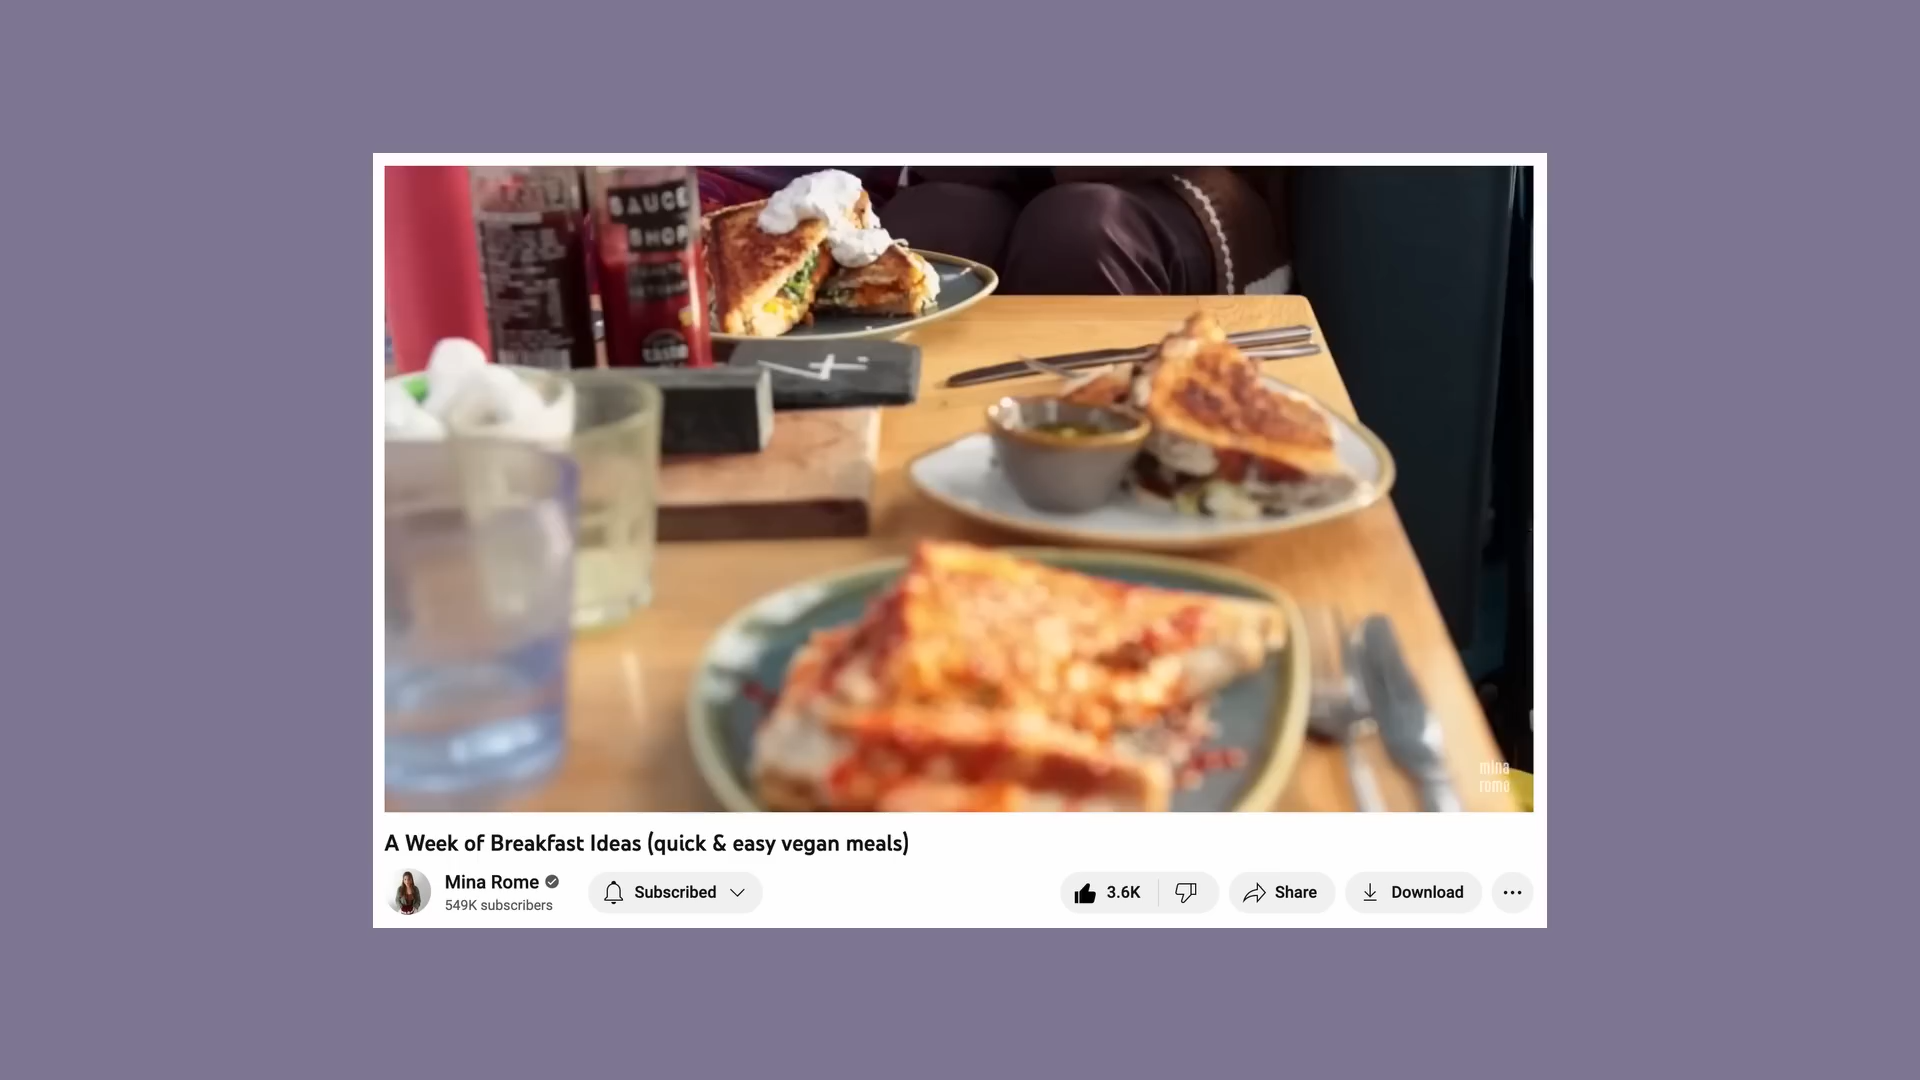 SAUCE
SHOP
mina
rome
A Week of Breakfast Ideas (quick & easy vegan meals)
Mina Rome
549K subscribers
Subscribed
3.6K
Share
Download